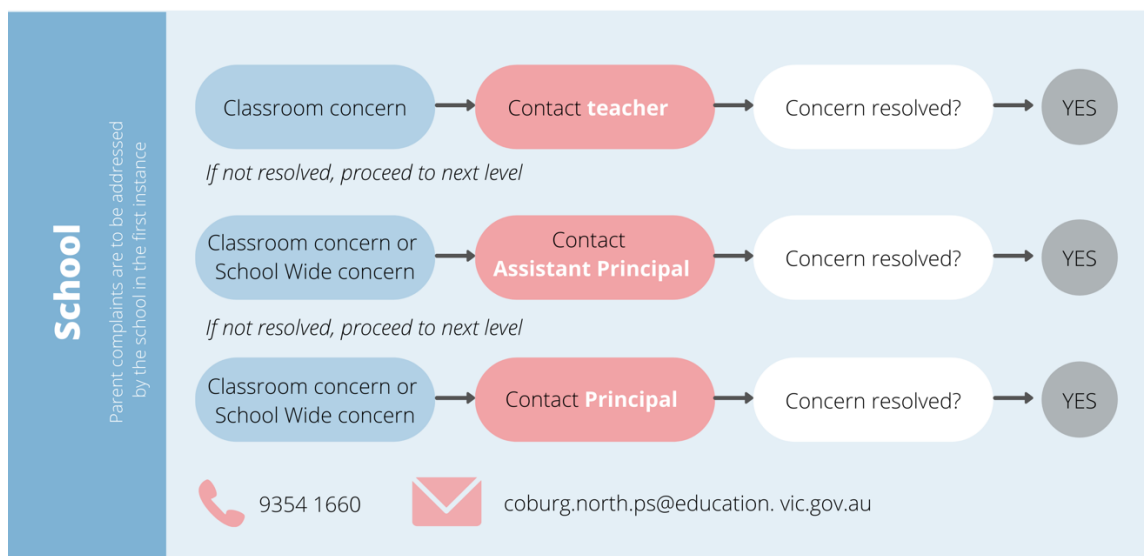 School
Parent complaints are to be addressed
by the school in the first instance
Classroom concern
Contact teacher
Concern resolved?
YES
If not resolved, proceed to next level
Classroom concern or
School Wide concern
Contact
Assistant Principal
Concern resolved?
YES
If not resolved, proceed to next level
Classroom concern or
School Wide concern
Contact Principal
Concern resolved?
YES
9354 1660
coburg.north.ps@education. vic.gov.au